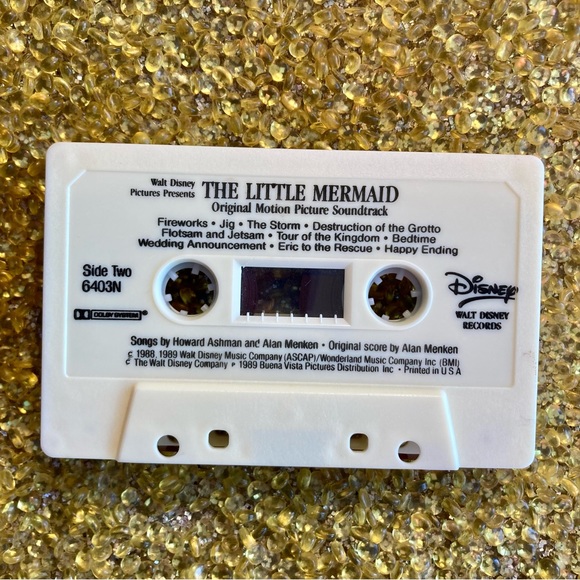 Walt Disney
Pictures Presents THE LITTLE MERMAID
Original Motion Picture Soundtrack
Fireworks • Jig • The Storm • Destruction of the Grotto
Flotsam and Jetsam • Tour of the Kingdom • Bedtime
Wedding Announcement • Eric to the Rescue • Happy Ending
Side Two
6403N
Disney
WALT DISNEY
RECORDS
DOLBY SYSTEM
Songs by Howard Ashman and Alan Menken • Original score by Alan Menken
© 1988, 1989 Walt Disney Music Company (ASCAP)/Wonderland Music Company Inc (BMI)
© The Walt Disney Company ℗ 1989 Buena Vista Pictures Distribution Inc • Printed in U S A